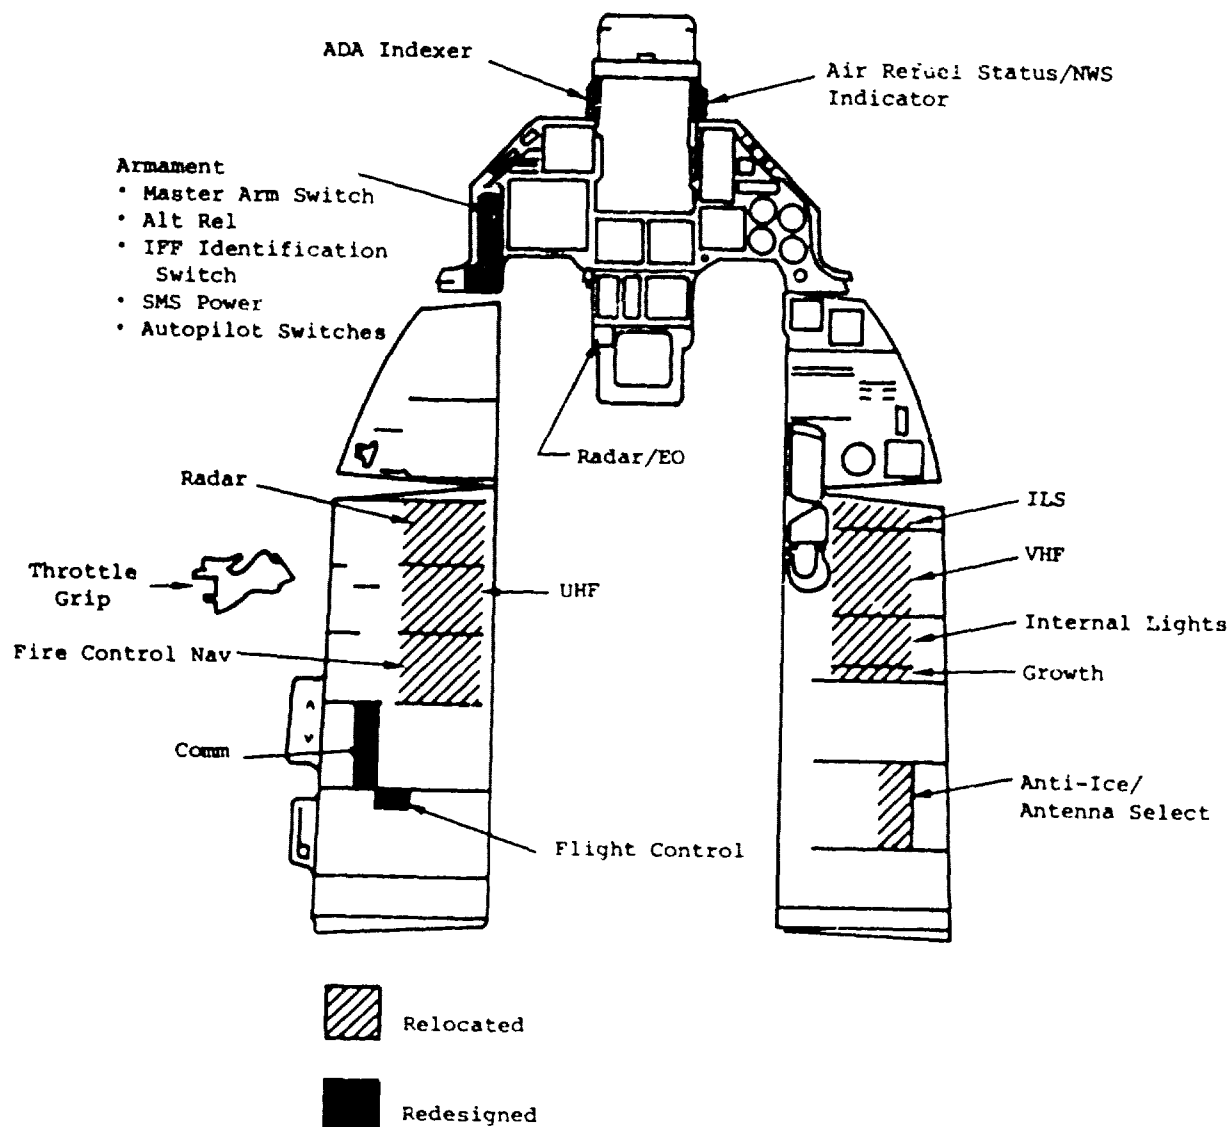 ADA Indexer
Air Refuel Status/NWS
Indicator
Armament
• Master Arm Switch
• Alt Rel
• IFF Identification
Switch
• SMS Power
• Autopilot Switches
Radar/EO
Radar
ILS
VHF
Throttle
Grip
UHF
Internal Lights
Fire Control Nav
Growth
Comm
Anti-Ice/
Antenna Select
Flight Control
Relocated
Redesigned